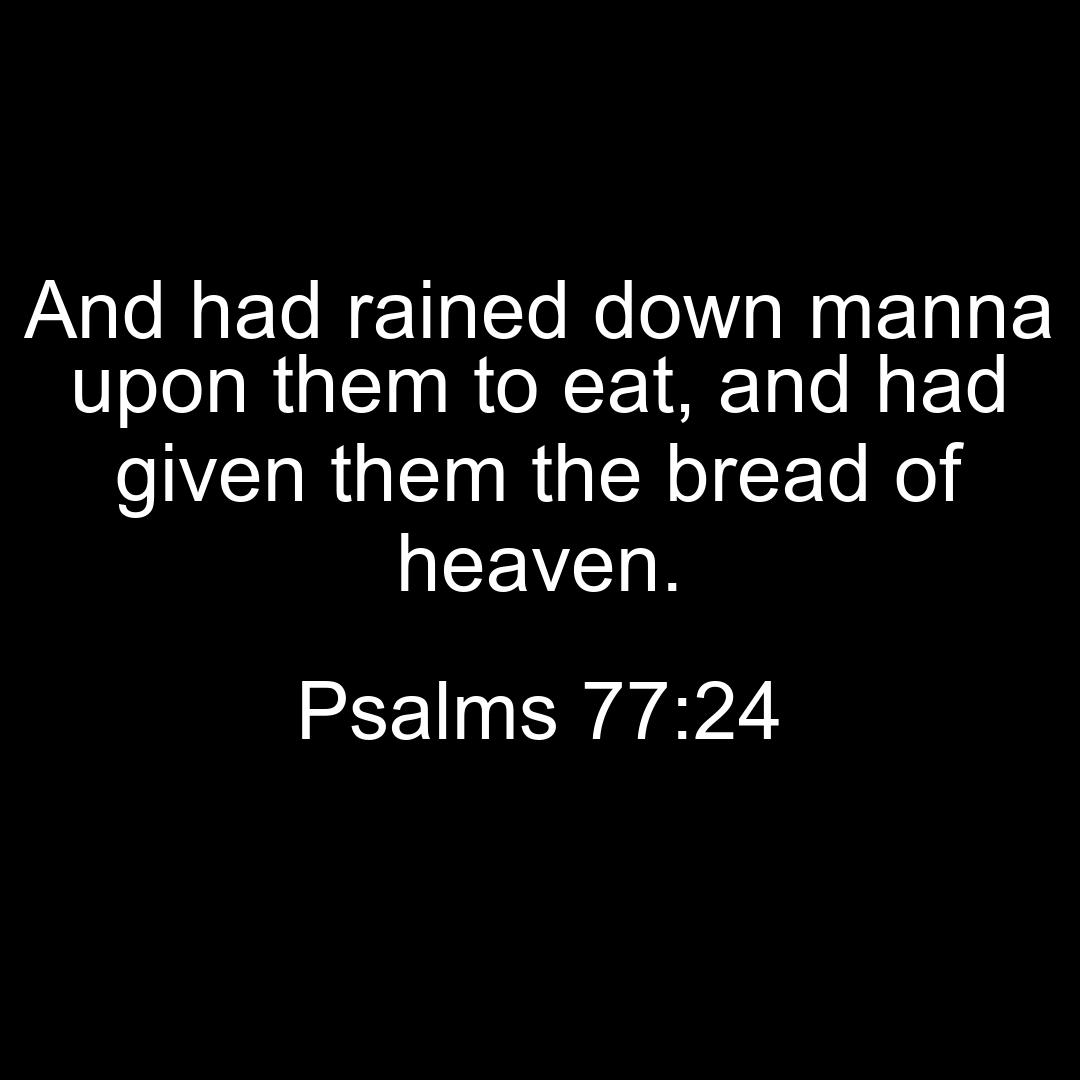 And had rained down manna
upon them to eat, and had
given them the bread of
heaven.
Psalms 77:24